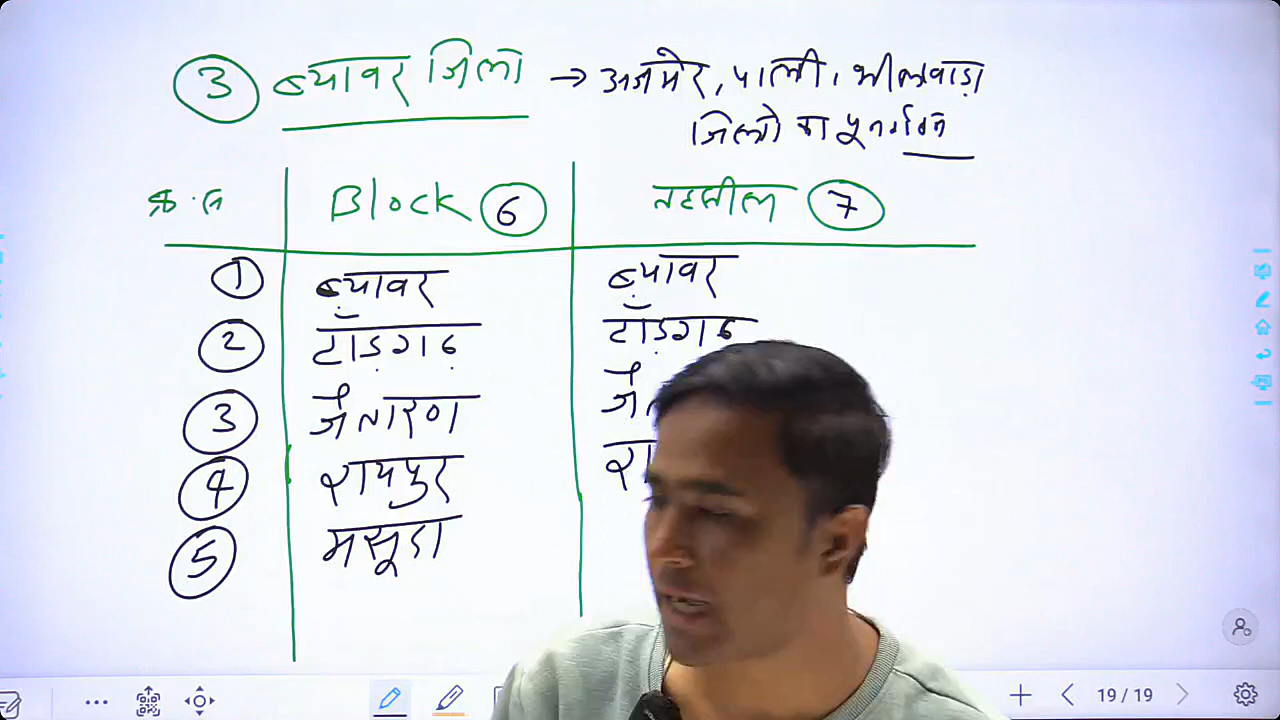 3 ब्यावर जिला → अजमेर, पाली, भीलवाड़ा
जिलो का पुनर्गठन
क्र.स Block 6 तहसील 7
1 ब्यावर ब्यावर
2 टॉडगढ़ टॉडगढ़
3 जैतारण जै
4 रायपुर रा
5 मसूदा
19 / 19